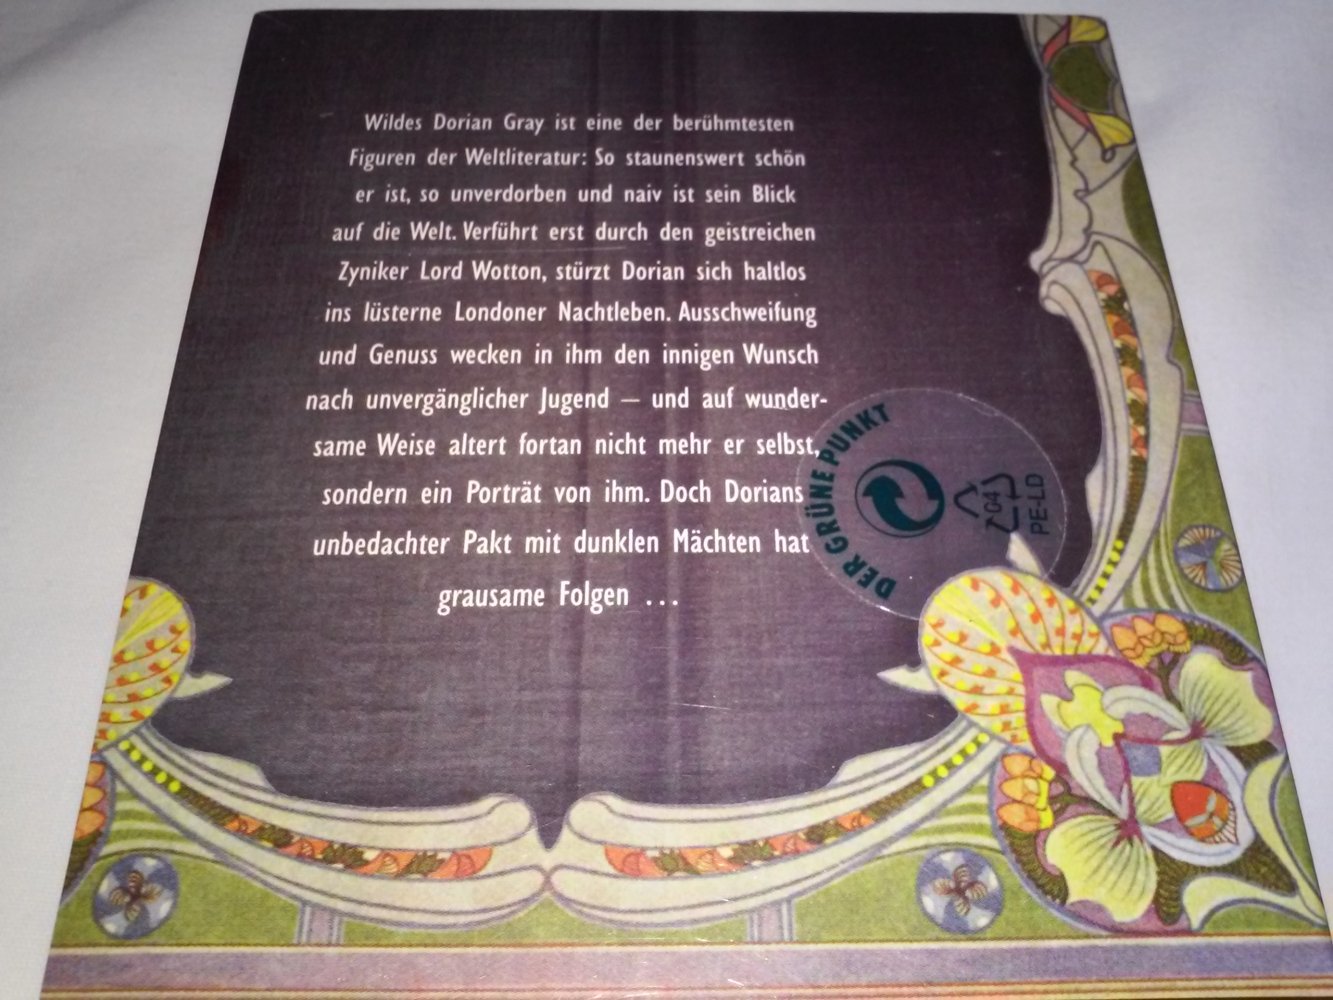 Wildes Dorian Gray ist eine der berühmtesten
Figuren der Weltliteratur: So staunenswert schön
er ist, so unverdorben und naiv ist sein Blick
auf die Welt. Verführt erst durch den geistreichen
Zyniker Lord Wotton, stürzt Dorian sich haltlos
ins lüsterne Londoner Nachtleben. Ausschweifung
und Genuss wecken in ihm den innigen Wunsch
nach unvergänglicher Jugend – und auf wunder-
same Weise altert fortan nicht mehr er selbst,
sondern ein Porträt von ihm. Doch Dorians
unbedachter Pakt mit dunklen Mächten hat
grausame Folgen ...
DER GRÜNE PUNKT
04
PE-LD